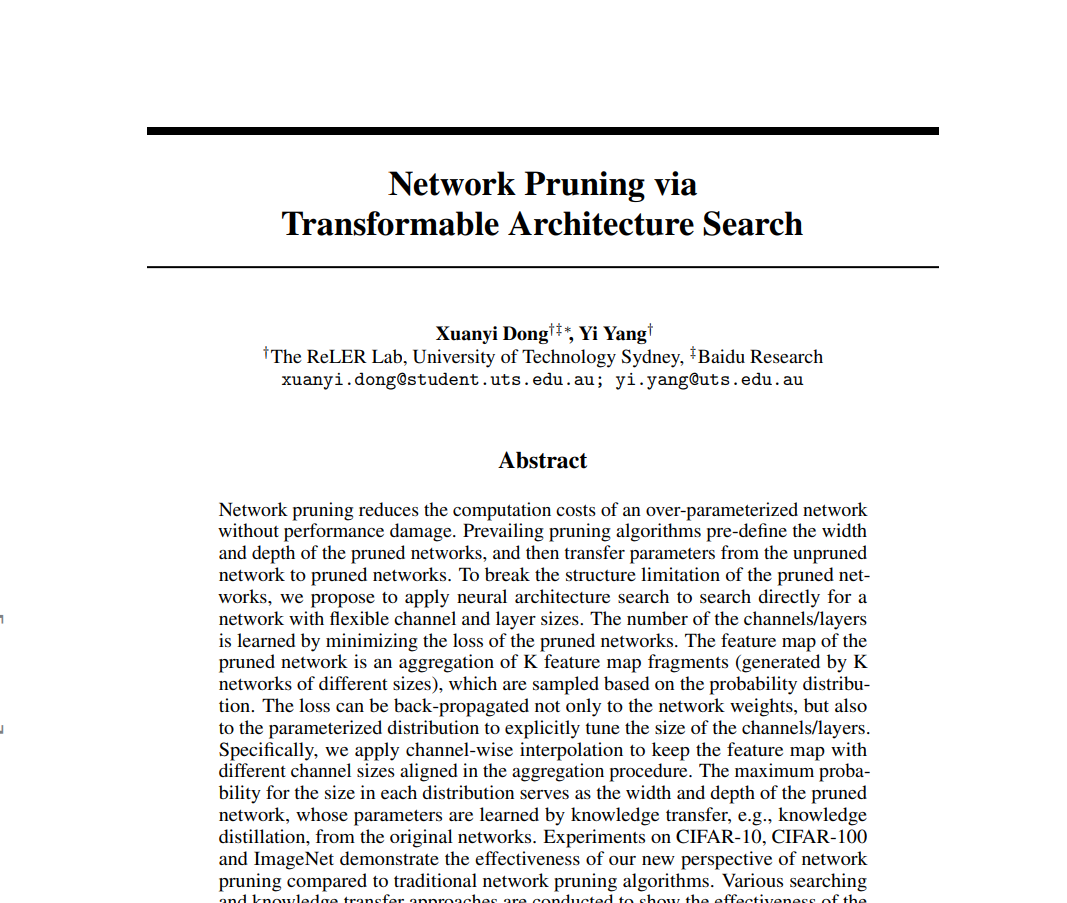 Network Pruning via
Transformable Architecture Search
Xuanyi Dong†‡*, Yi Yang†
†The ReLER Lab, University of Technology Sydney, ‡Baidu Research
xuanyi.dong@student.uts.edu.au; yi.yang@uts.edu.au
Abstract
Network pruning reduces the computation costs of an over-parameterized network
without performance damage. Prevailing pruning algorithms pre-define the width
and depth of the pruned networks, and then transfer parameters from the unpruned
network to pruned networks. To break the structure limitation of the pruned net-
works, we propose to apply neural architecture search to search directly for a
network with flexible channel and layer sizes. The number of the channels/layers
is learned by minimizing the loss of the pruned networks. The feature map of the
pruned network is an aggregation of K feature map fragments (generated by K
networks of different sizes), which are sampled based on the probability distribu-
tion. The loss can be back-propagated not only to the network weights, but also
to the parameterized distribution to explicitly tune the size of the channels/layers.
Specifically, we apply channel-wise interpolation to keep the feature map with
different channel sizes aligned in the aggregation procedure. The maximum proba-
bility for the size in each distribution serves as the width and depth of the pruned
network, whose parameters are learned by knowledge transfer, e.g., knowledge
distillation, from the original networks. Experiments on CIFAR-10, CIFAR-100
and ImageNet demonstrate the effectiveness of our new perspective of network
pruning compared to traditional network pruning algorithms. Various searching
and knowledge transfer approaches are conducted to show the effectiveness of the